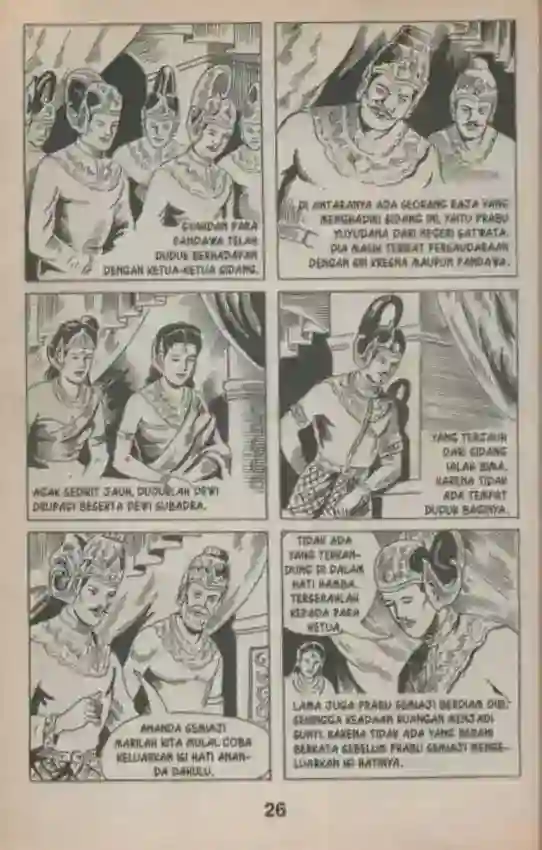 SUANDAN PARA
PANDAWA TELAH
DUDUK BERHADAPAN
DENGAN KETUA-KETUA SIDANG.
DI ANTARANYA ADA SEORANG RAJA YANG
MENGHADIRI SIDANG INI, YAITU PRABU
YUYUDANA DARI NEGERI
DIA MASIH TERIKAT PERSAUDARAAN
DENGAN SRI KRESNA MAUPUN PANDAWA.
AGAK SEDIKIT JAUH, DUDUKLAH DEWI
DRUPADI BESERTA DEWI SUBADRA.
YANG TERJAUH
DARI SIDANG
IALAH BIMA,
KARENA TIDAK
ADA TEMPAT
DUDUK BAGINYA.
ANANDA SEMIAJI
MARILAH KITA MULAI. COBA
KELUARKAN ISI HATI ANAN-
DA DAHULU.
TIDAK ADA
YANG TERKAN-
DUNG DI DALAM
HATI HAMBA.
TERSERAHLAH
KEPADA PARA
KETUA.
LAMA JUGA PRABU SEMIAJI BERDIAM DIRI,
SEHINGGA KEADAAN RUANGAN MENJADI
SUNYI. KARENA TIDAK ADA YANG BERANI
BERKATA SEBELUM PRABU SEMIAJI MENGE-
LUARKAN ISI HATINYA.
26